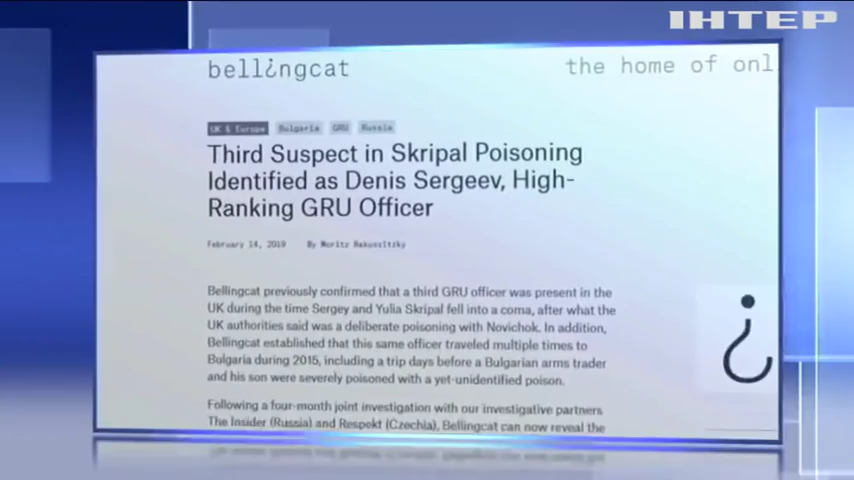 ІНТЕР
bell¿ngcat
the home of onl
UK & Europe Bulgaria GRU Russia
Third Suspect in Skripal Poisoning
Identified as Denis Sergeev, High-
Ranking GRU Officer
February 14, 2019 By Moritz Rakuszitzky
Bellingcat previously confirmed that a third GRU officer was present in the
UK during the time Sergey and Yulia Skripal fell into a coma, after what the
UK authorities said was a deliberate poisoning with Novichok. In addition,
Bellingcat established that this same officer traveled multiple times to
Bulgaria during 2015, including a trip days before a Bulgarian arms trader
and his son were severely poisoned with a yet-unidentified poison.
Following a four-month joint investigation with our investigative partners
The Insider (Russia) and Respekt (Czechia), Bellingcat can now reveal the
¿